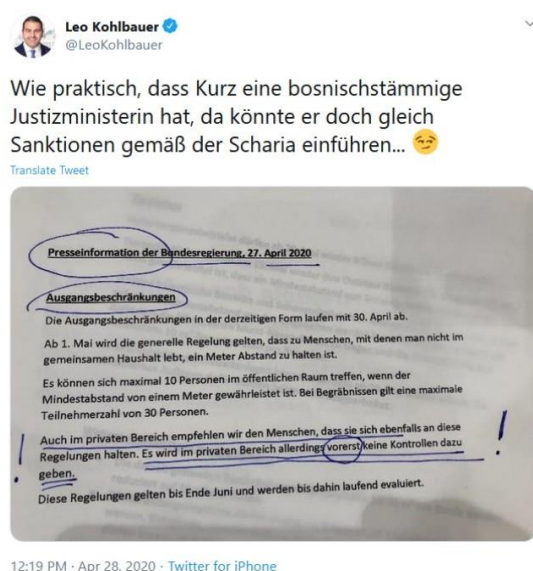 Leo Kohlbauer
@LeoKohlbauer
Wie praktisch, dass Kurz eine bosnischstämmige
Justizministerin hat, da könnte er doch gleich
Sanktionen gemäß der Scharia einführen... 😏
Translate Tweet
Presseinformation der Bundesregierung, 27. April 2020
Ausgangsbeschränkungen
Die Ausgangsbeschränkungen in der derzeitigen Form laufen mit 30. April ab.
Ab 1. Mai wird die generelle Regelung gelten, dass zu Menschen, mit denen man nicht im
gemeinsamen Haushalt lebt, ein Meter Abstand zu halten ist.
Es können sich maximal 10 Personen im öffentlichen Raum treffen, wenn der
Mindestabstand von einem Meter gewährleistet ist. Bei Begräbnissen gilt eine maximale
Teilnehmerzahl von 30 Personen.
Auch im privaten Bereich empfehlen wir den Menschen, dass sie sich ebenfalls an diese
Regelungen halten. Es wird im privaten Bereich allerdings vorerst keine Kontrollen dazu
geben.
Diese Regelungen gelten bis Ende Juni und werden bis dahin laufend evaluiert.
12:19 PM · Apr 28, 2020 · Twitter for iPhone